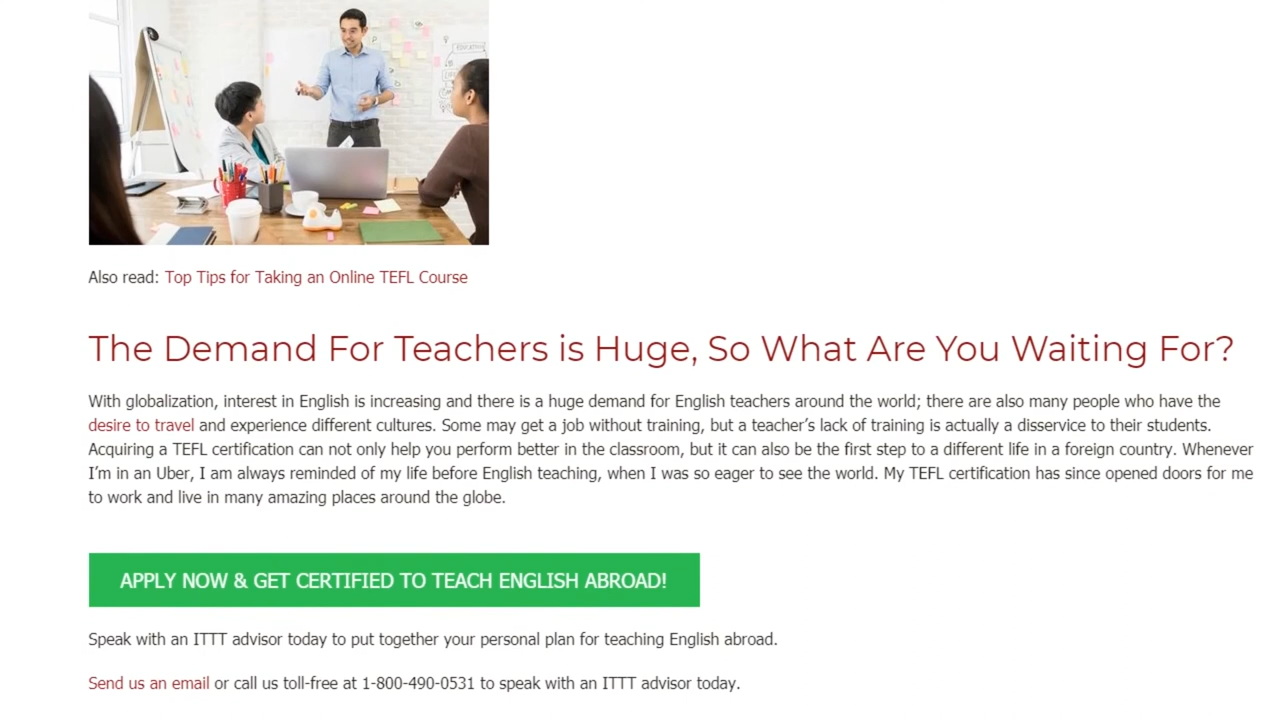 EDUCATION
Also read: Top Tips for Taking an Online TEFL Course
The Demand For Teachers is Huge, So What Are You Waiting For?
With globalization, interest in English is increasing and there is a huge demand for English teachers around the world; there are also many people who have the
desire to travel and experience different cultures. Some may get a job without training, but a teacher’s lack of training is actually a disservice to their students.
Acquiring a TEFL certification can not only help you perform better in the classroom, but it can also be the first step to a different life in a foreign country. Whenever
I’m in an Uber, I am always reminded of my life before English teaching, when I was so eager to see the world. My TEFL certification has since opened doors for me
to work and live in many amazing places around the globe.
APPLY NOW & GET CERTIFIED TO TEACH ENGLISH ABROAD!
Speak with an ITTT advisor today to put together your personal plan for teaching English abroad.
Send us an email or call us toll-free at 1-800-490-0531 to speak with an ITTT advisor today.